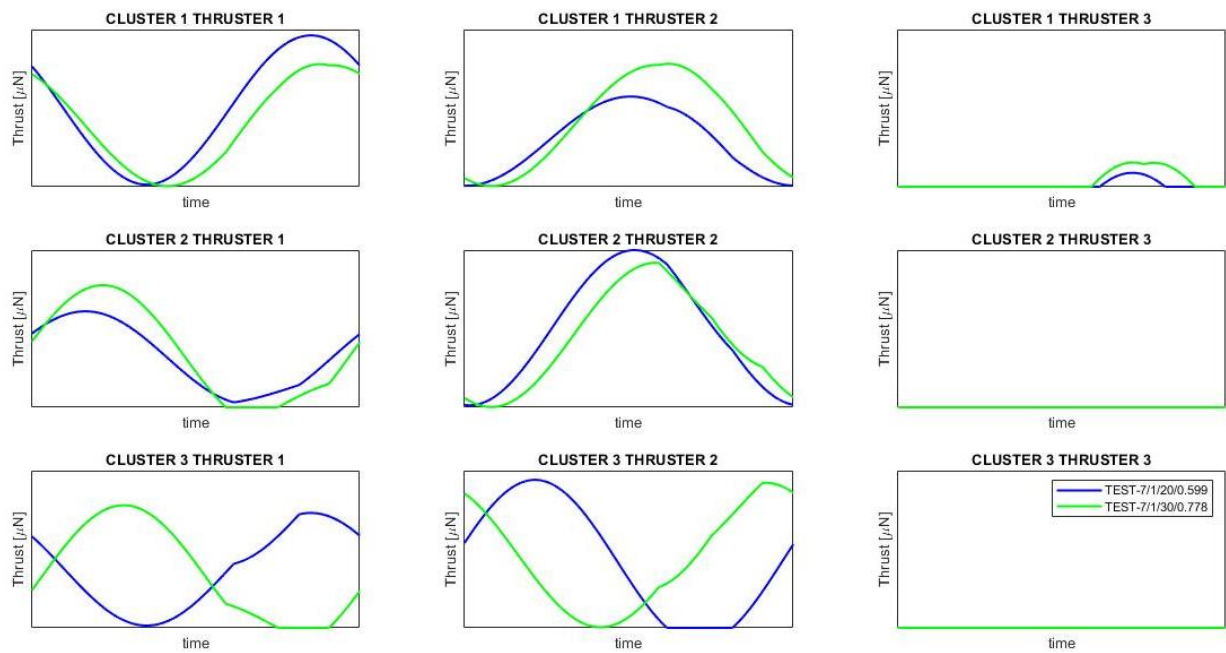 CLUSTER 1 THRUSTER 1
Thrust [μN]
time
CLUSTER 1 THRUSTER 2
Thrust [μN]
time
CLUSTER 1 THRUSTER 3
Thrust [μN]
time
CLUSTER 2 THRUSTER 1
Thrust [μN]
time
CLUSTER 2 THRUSTER 2
Thrust [μN]
time
CLUSTER 2 THRUSTER 3
Thrust [μN]
time
CLUSTER 3 THRUSTER 1
Thrust [μN]
time
CLUSTER 3 THRUSTER 2
Thrust [μN]
time
CLUSTER 3 THRUSTER 3
Thrust [μN]
TEST-7/1/20/0.599
TEST-7/1/30/0.778
time